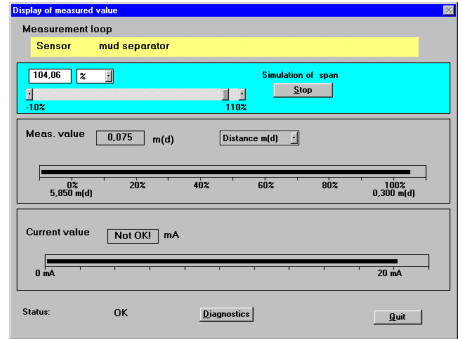 Display of measured value
Measurement loop
Sensor mud separator
104,06 % Simulation of span
Stop
-10% 110%
Meas. value 0,075 m(d) Distance m(d)
0% 20% 40% 60% 80% 100%
5,850 m(d) 0,300 m(d)
Current value Not OK! mA
0 mA 20 mA
Status: OK Diagnostics Quit